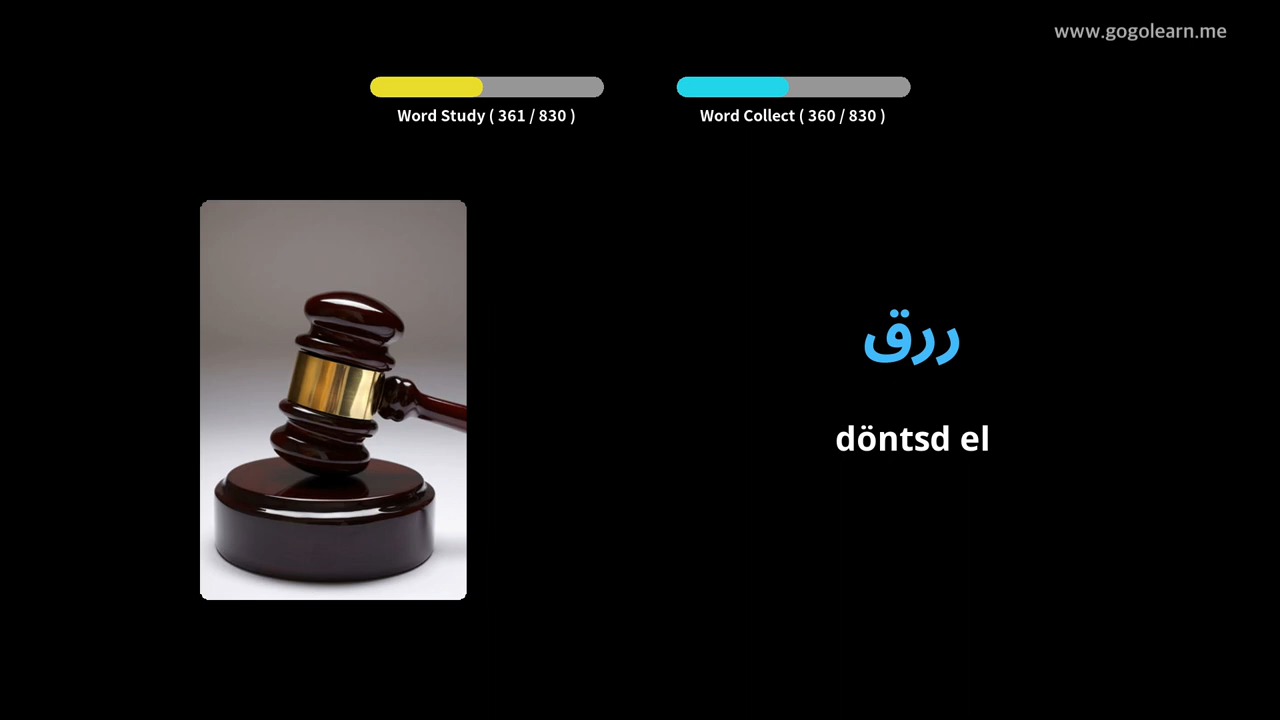 www.gogolearn.me
Word Study ( 361 / 830 )
Word Collect ( 360 / 830 )
ررق
döntsd el